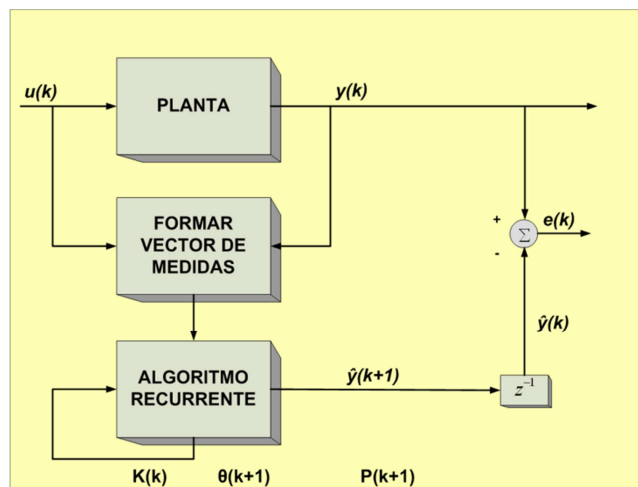 u(k)
PLANTA
y(k)
FORMAR
VECTOR DE
MEDIDAS
+
Σ
e(k)
-
ŷ(k)
ALGORITMO
RECURRENTE
ŷ(k+1)
z⁻¹
K(k) θ(k+1) P(k+1)